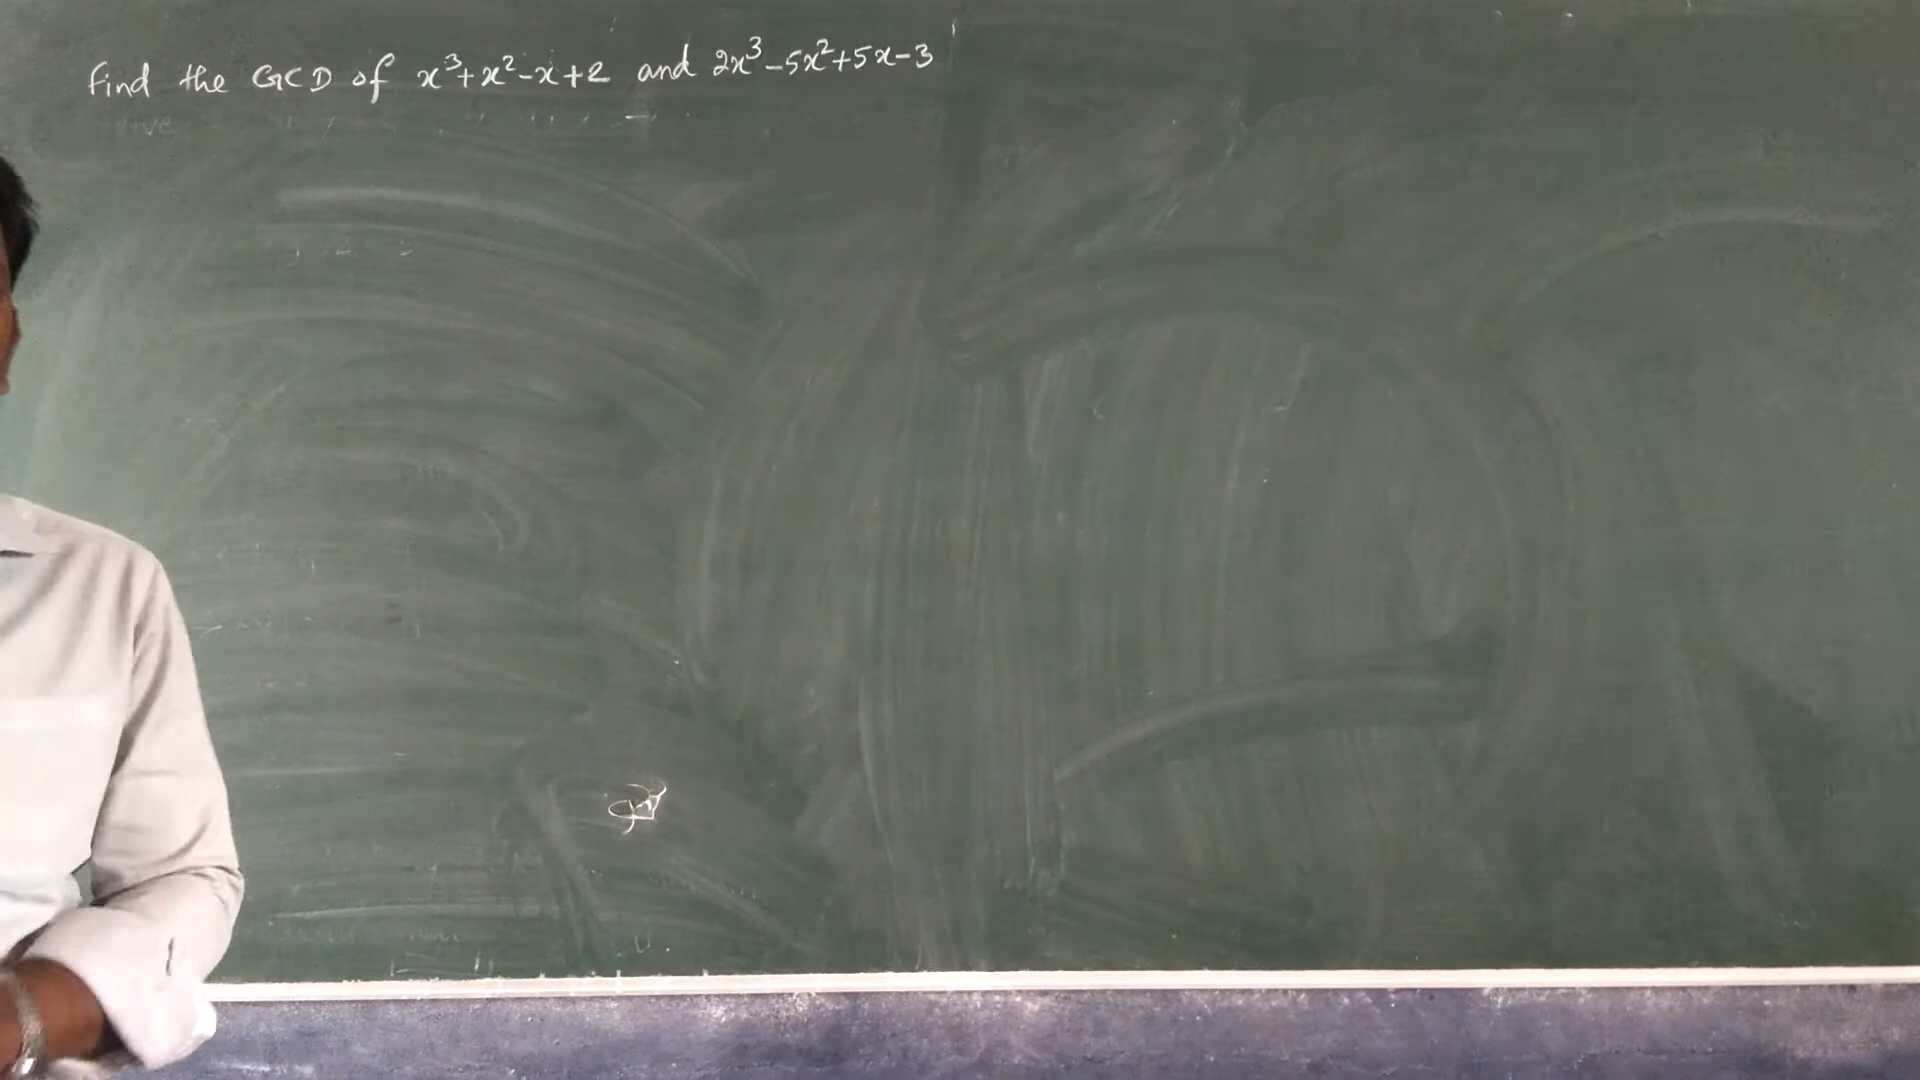 find the GCD of x³+x²-x+2 and 2x³-5x²+5x-3